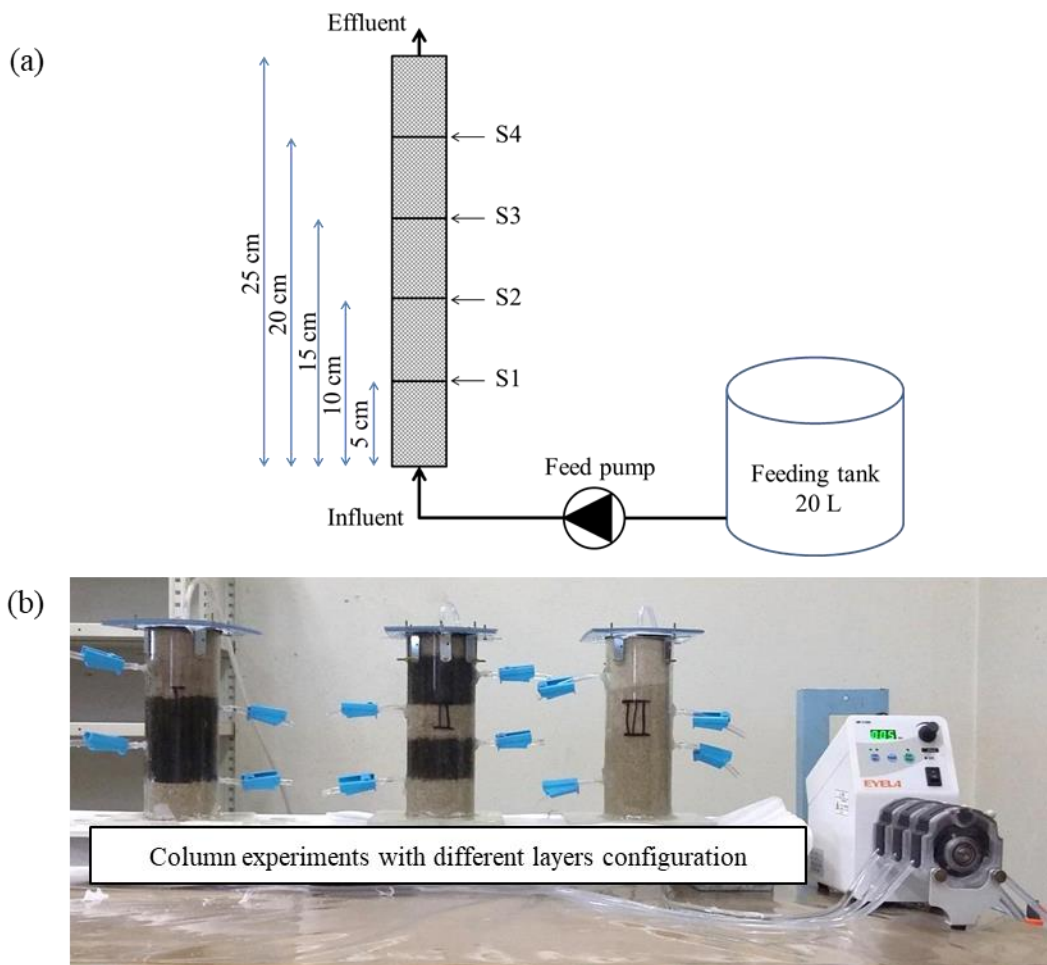 (a)
Effluent
S4
S3
S2
S1
25 cm
20 cm
15 cm
10 cm
5 cm
Feed pump
Influent
Feeding tank
20 L
(b)
I
II
III
005
EYELA
Column experiments with different layers configuration